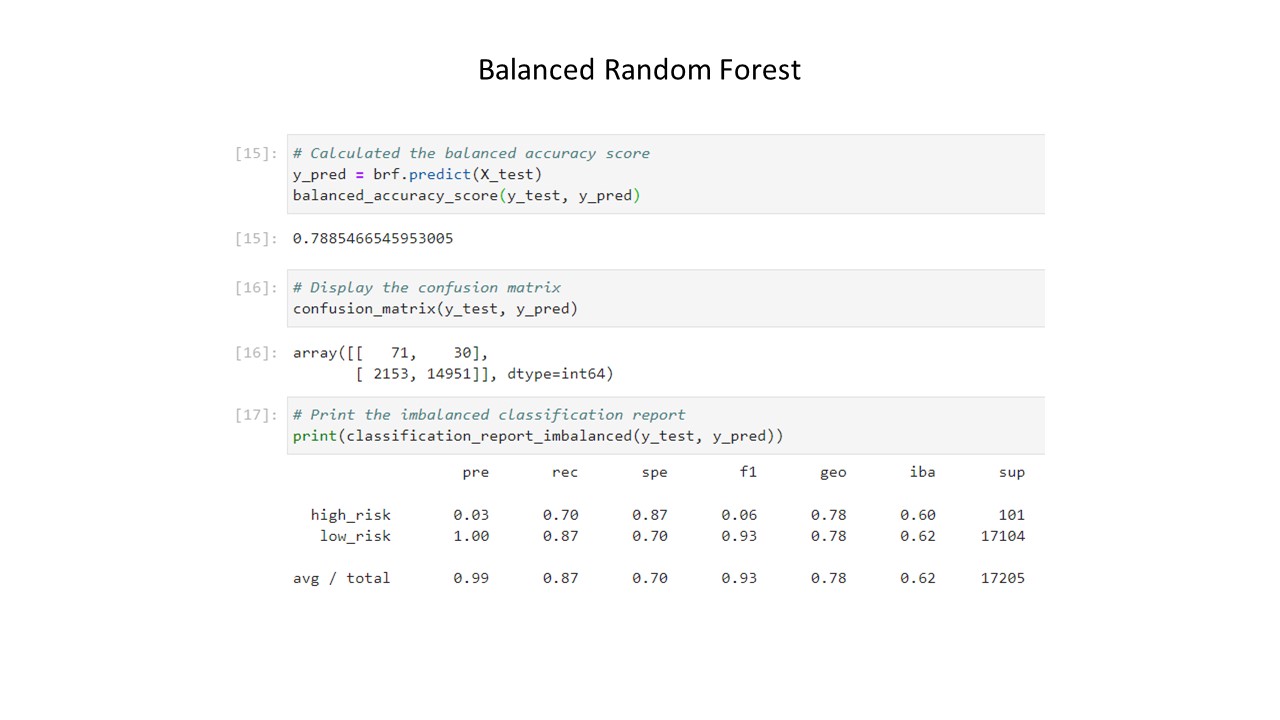 Balanced Random Forest
[15]: # Calculated the balanced accuracy score
y_pred = brf.predict(X_test)
balanced_accuracy_score(y_test, y_pred)
[15]: 0.7885466545953005
[16]: # Display the confusion matrix
confusion_matrix(y_test, y_pred)
[16]: array([[   71,    30],
       [ 2153, 14951]], dtype=int64)
[17]: # Print the imbalanced classification report
print(classification_report_imbalanced(y_test, y_pred))
pre rec spe f1 geo iba sup
high_risk 0.03 0.70 0.87 0.06 0.78 0.60 101
low_risk 1.00 0.87 0.70 0.93 0.78 0.62 17104
avg / total 0.99 0.87 0.70 0.93 0.78 0.62 17205